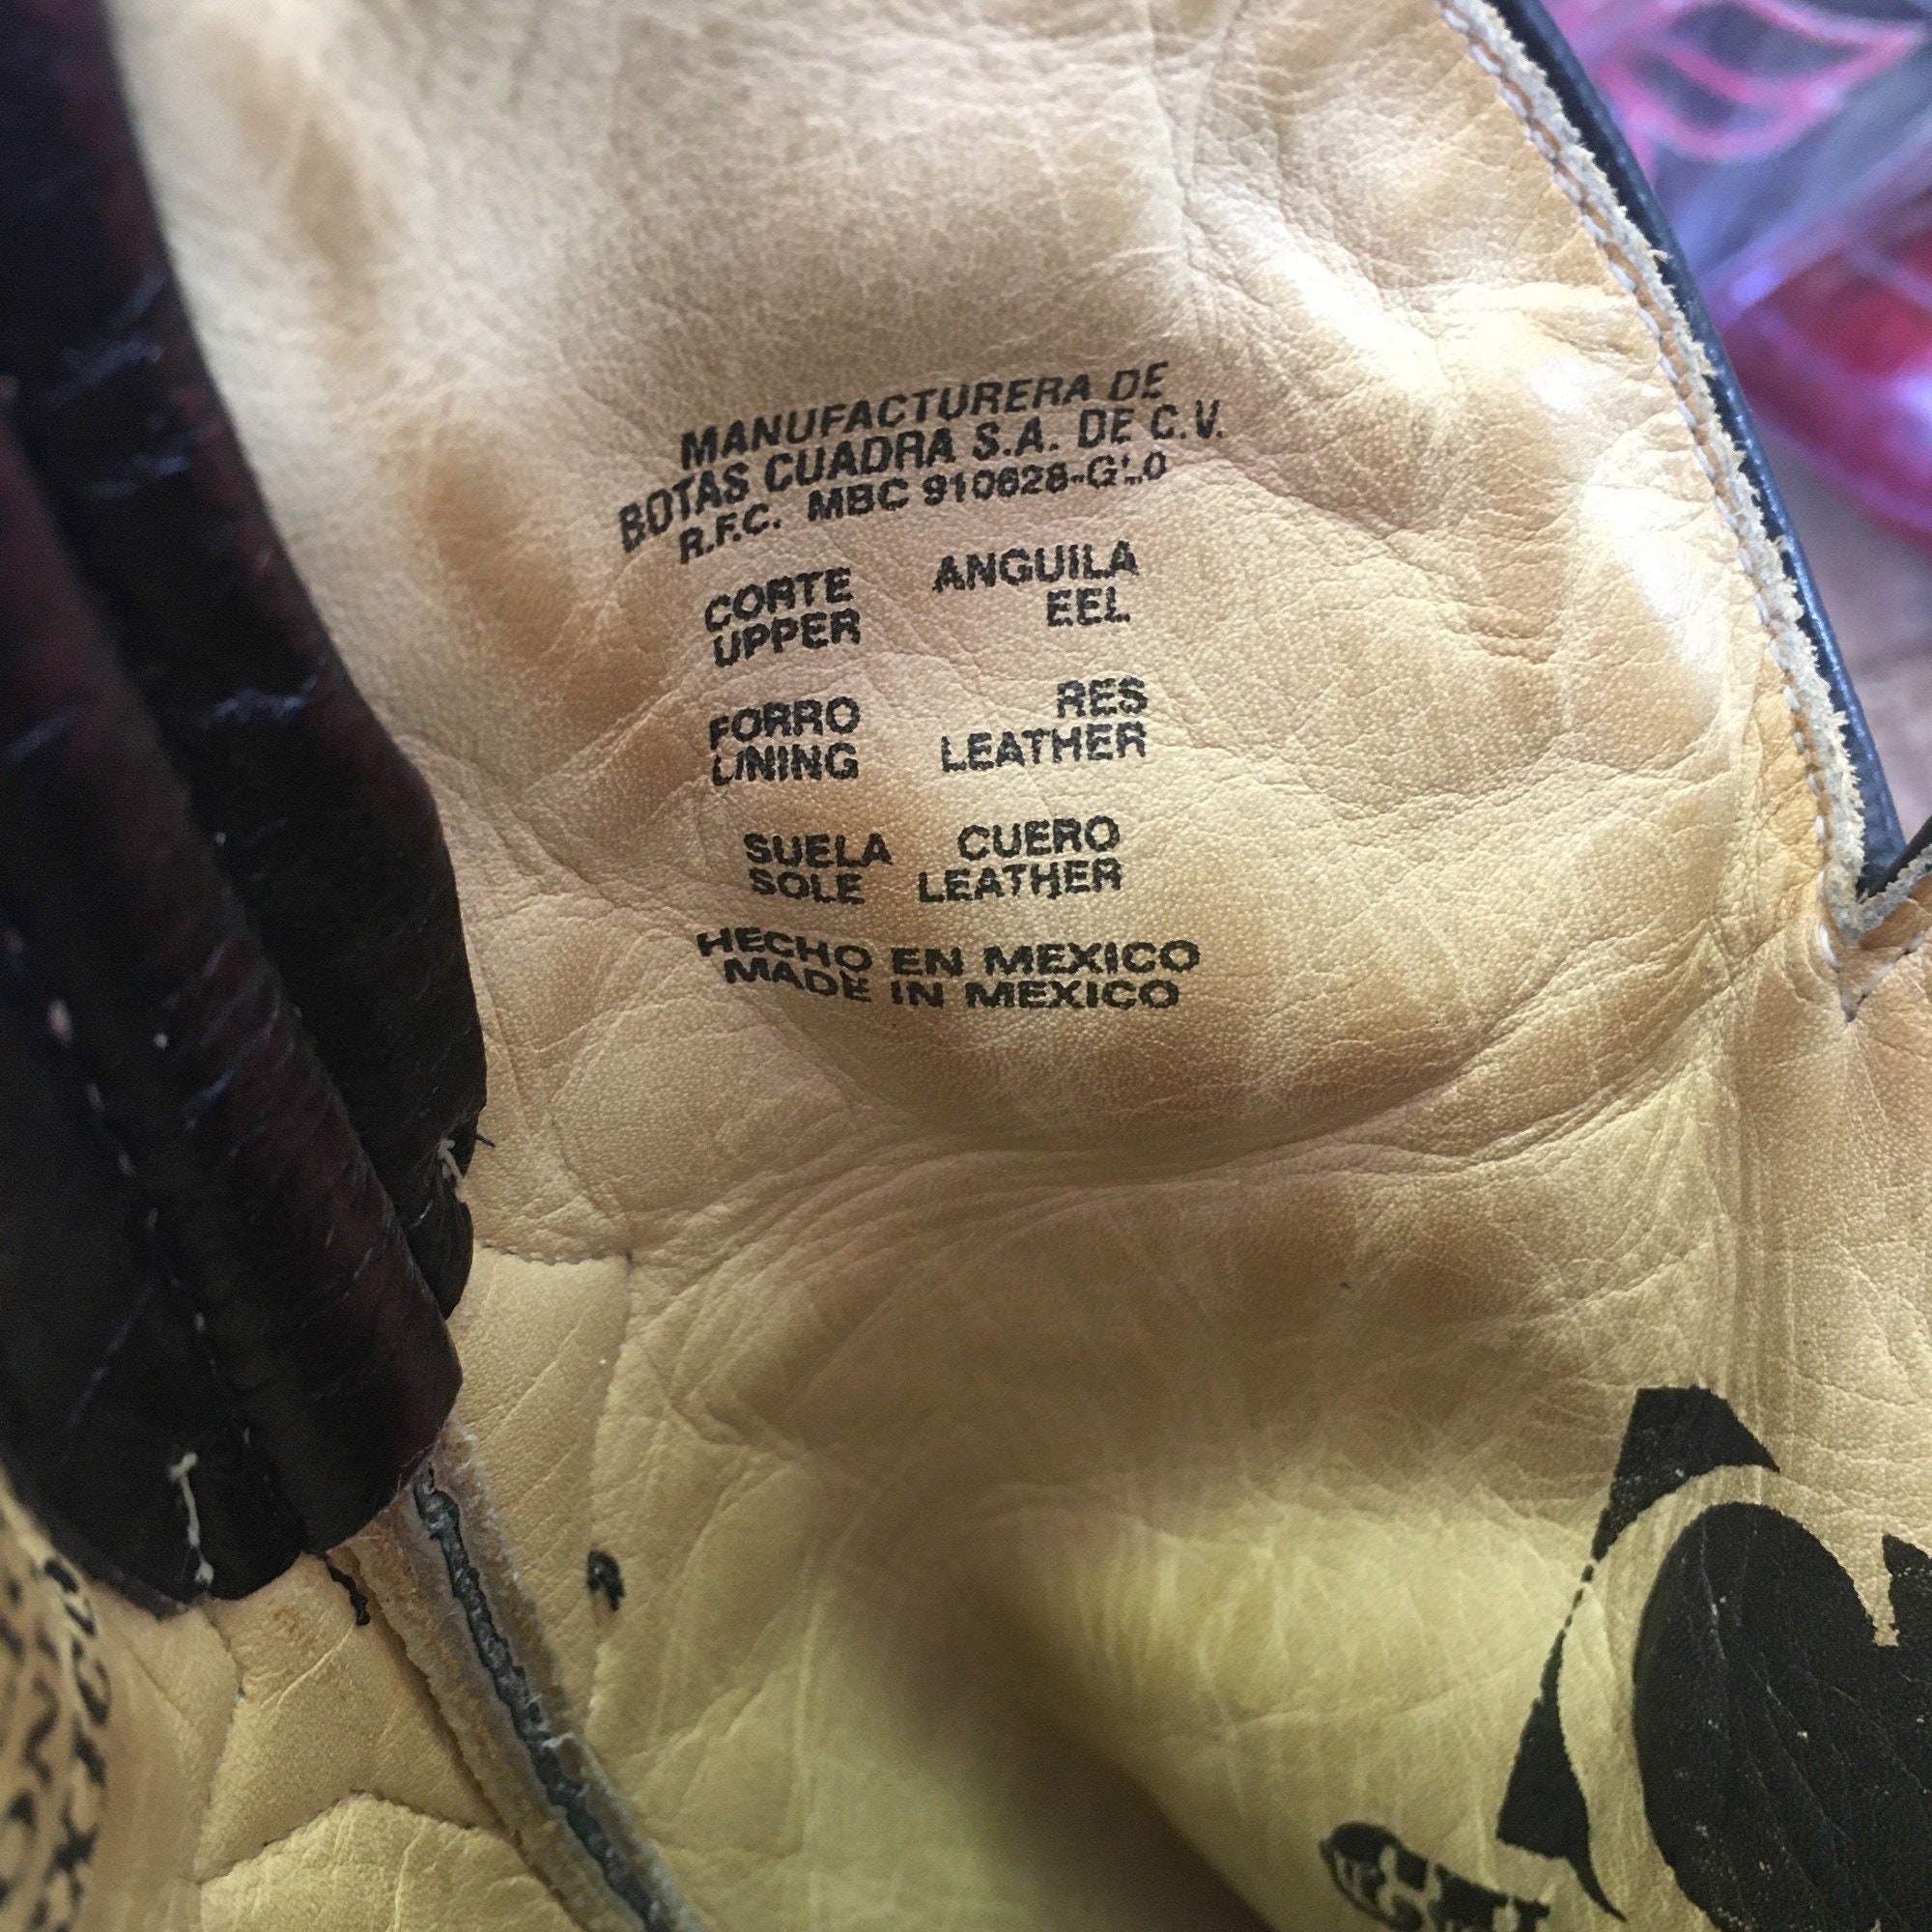 MANUFACTURERA DE
BOTAS CUADRA S.A. DE C.V.
R.F.C. MBC 910628-GL0
CORTE ANGUILA
UPPER EEL
FORRO RES
LINING LEATHER
SUELA CUERO
SOLE LEATHER
HECHO EN MEXICO
MADE IN MEXICO